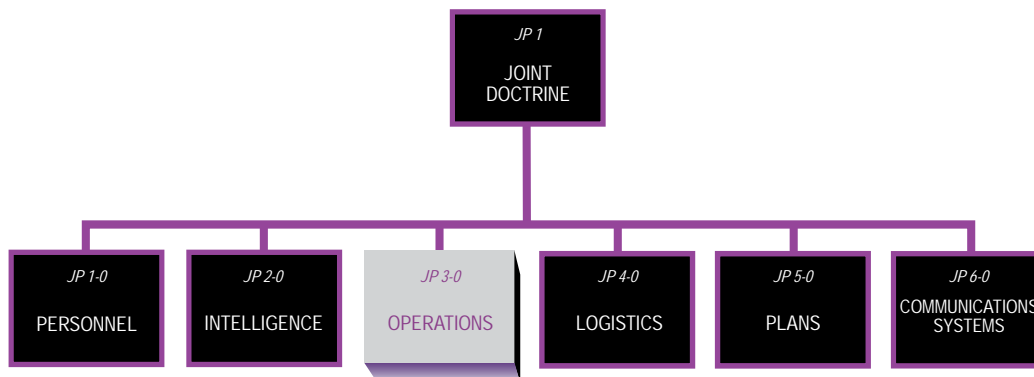 JP 1
JOINT
DOCTRINE
JP 1-0
PERSONNEL
JP 2-0
INTELLIGENCE
JP 3-0
OPERATIONS
JP 4-0
LOGISTICS
JP 5-0
PLANS
JP 6-0
COMMUNICATIONS
SYSTEMS